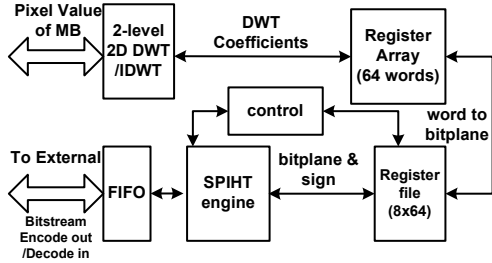 Pixel Value
of MB
2-level
2D DWT
/IDWT
DWT
Coefficients
Register
Array
(64 words)
control
word to
bitplane
To External
FIFO
SPIHT
engine
bitplane &
sign
Register
file
(8x64)
Bitstream
Encode out
/Decode in